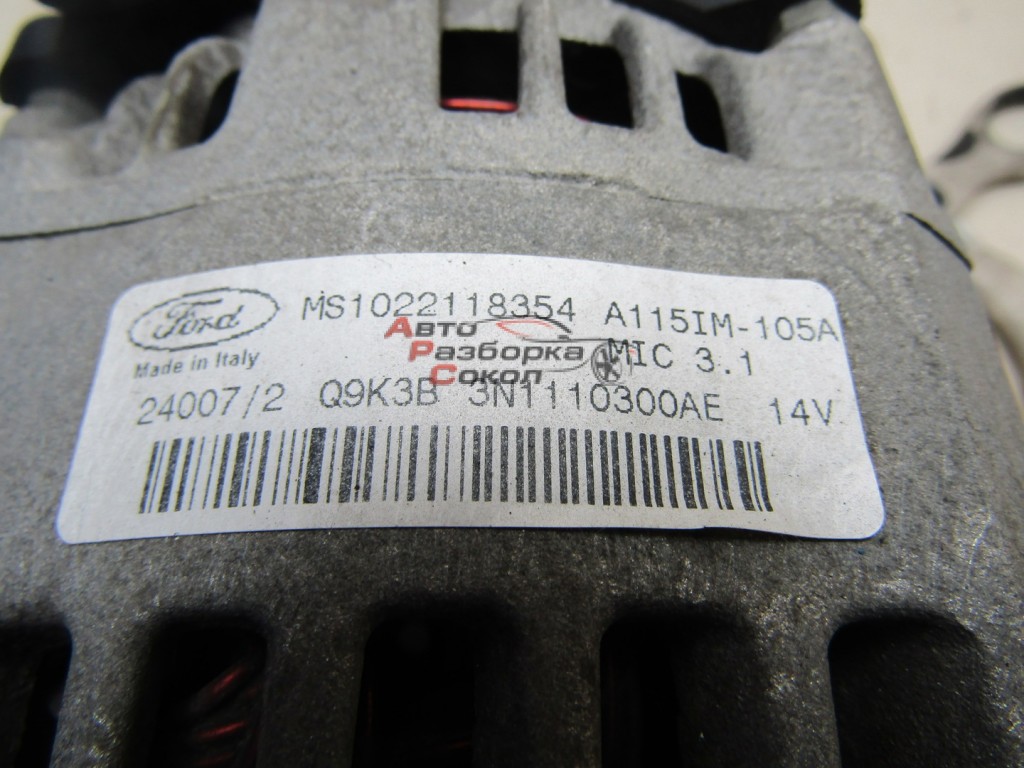 Ford MS1022118354 A115IM-105A
Made in Italy MIC 3.1
24007/2 Q9K3B 3N1110300AE 14V
Авто
Разборка
Сокол